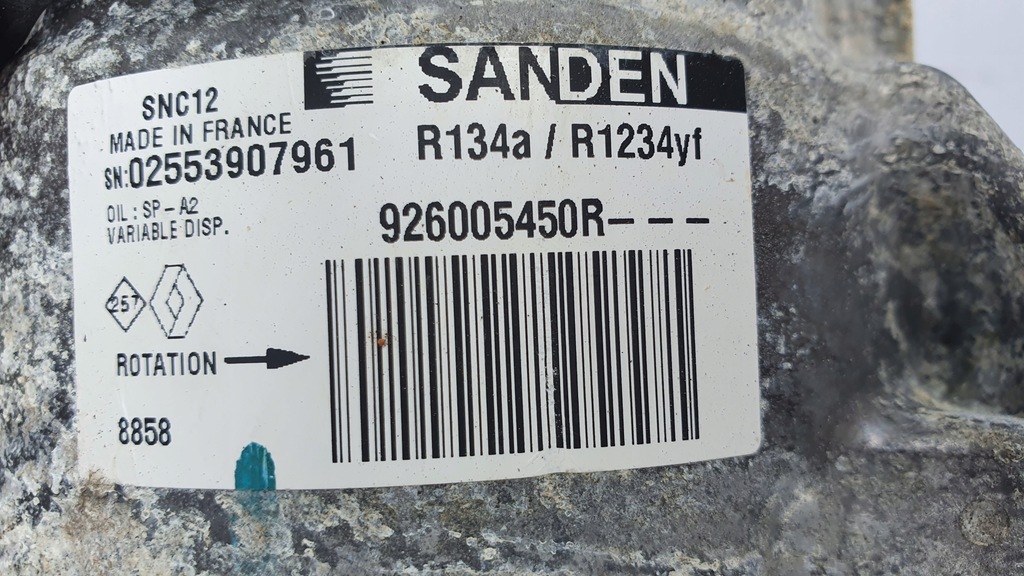 SANDEN
SNC12
MADE IN FRANCE
SN:02553907961
R134a / R1234yf
OIL : SP – A2
VARIABLE DISP.
926005450R– – –
257
ROTATION
8858